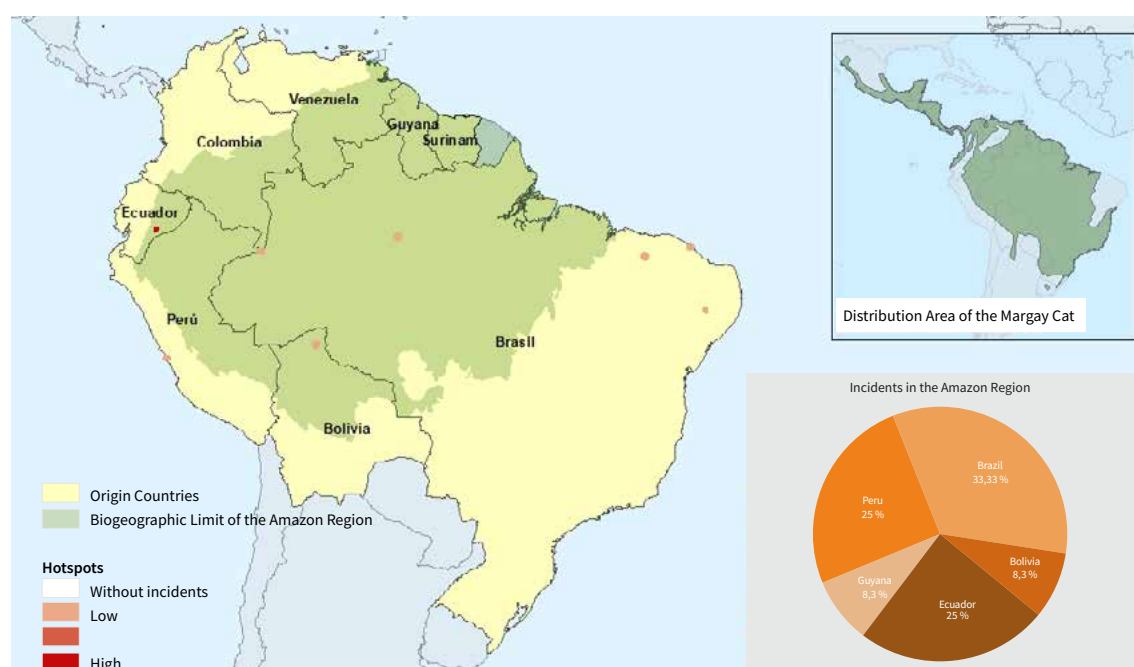 Venezuela
Guyana
Surinam
Colombia
Ecuador
Perú
Brasil
Bolivia
Origin Countries
Biogeographic Limit of the Amazon Region
Hotspots
Without incidents
Low
High
Distribution Area of the Margay Cat
Incidents in the Amazon Region
Brazil
33,33 %
Peru
25 %
Bolivia
8,3 %
Guyana
8,3 %
Ecuador
25 %